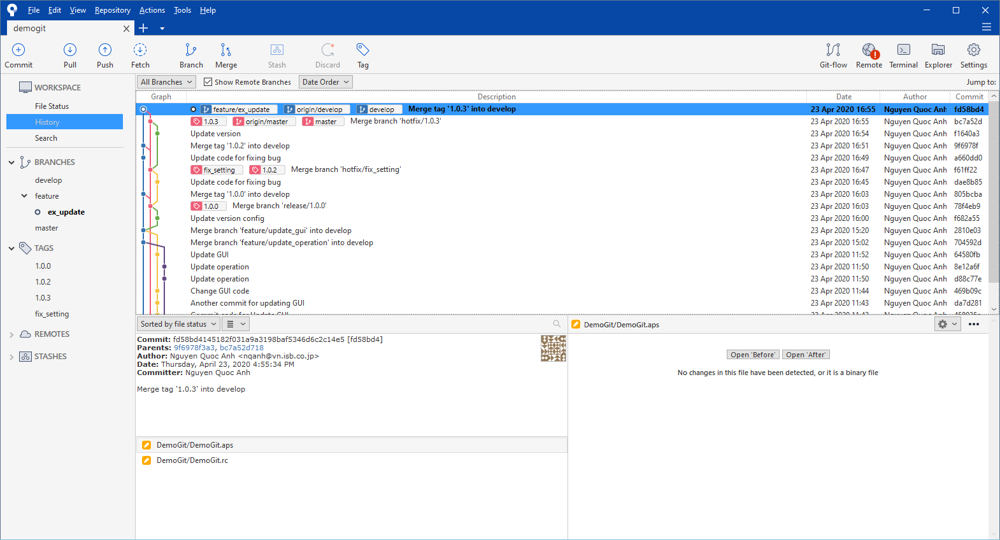 File Edit View Repository Actions Tools Help
demogit
Commit Pull Push Fetch Branch Merge Stash Discard Tag Git-flow Remote Terminal Explorer Settings
WORKSPACE
File Status
History
Search
BRANCHES
develop
feature
ex_update
master
TAGS
1.0.0
1.0.2
1.0.3
fix_setting
REMOTES
STASHES
All Branches Show Remote Branches Date Order Jump to:
Graph Description Date Author Commit
feature/ex_update origin/develop develop Merge tag '1.0.3' into develop 23 Apr 2020 16:55 Nguyen Quoc Anh fd58bd4
1.0.3 origin/master master Merge branch 'hotfix/1.0.3' 23 Apr 2020 16:55 Nguyen Quoc Anh bc7a52d
Update version 23 Apr 2020 16:54 Nguyen Quoc Anh f1640a3
Merge tag '1.0.2' into develop 23 Apr 2020 16:51 Nguyen Quoc Anh 9f6978f
Update code for fixing bug 23 Apr 2020 16:49 Nguyen Quoc Anh a660dd0
fix_setting 1.0.2 Merge branch 'hotfix/fix_setting' 23 Apr 2020 16:47 Nguyen Quoc Anh f61ff22
Update code for fixing bug 23 Apr 2020 16:45 Nguyen Quoc Anh dae8b85
Merge tag '1.0.0' into develop 23 Apr 2020 16:03 Nguyen Quoc Anh 805bcba
1.0.0 Merge branch 'release/1.0.0' 23 Apr 2020 16:03 Nguyen Quoc Anh 78f4eb9
Update version config 23 Apr 2020 16:00 Nguyen Quoc Anh f682a55
Merge branch 'feature/update_gui' into develop 23 Apr 2020 15:20 Nguyen Quoc Anh 2810e03
Merge branch 'feature/update_operation' into develop 23 Apr 2020 15:02 Nguyen Quoc Anh 704592d
Update GUI 23 Apr 2020 11:52 Nguyen Quoc Anh 64580fb
Update operation 23 Apr 2020 11:50 Nguyen Quoc Anh 8e12a6f
Update operation 23 Apr 2020 11:50 Nguyen Quoc Anh d88c77e
Change GUI code 23 Apr 2020 11:44 Nguyen Quoc Anh 469b09c
Another commit for updating GUI 23 Apr 2020 11:43 Nguyen Quoc Anh da7d281
Sorted by file status
Commit: fd58bd4145182f031a9a3198baf5346d6c2c14e5 [fd58bd4]
Parents: 9f6978f3a3, bc7a52d718
Author: Nguyen Quoc Anh <nqanh@vn.isb.co.jp>
Date: Thursday, April 23, 2020 4:55:34 PM
Committer: Nguyen Quoc Anh
Merge tag '1.0.3' into develop
DemoGit/DemoGit.aps
DemoGit/DemoGit.rc
DemoGit/DemoGit.aps
Open 'Before' Open 'After'
No changes in this file have been detected, or it is a binary file